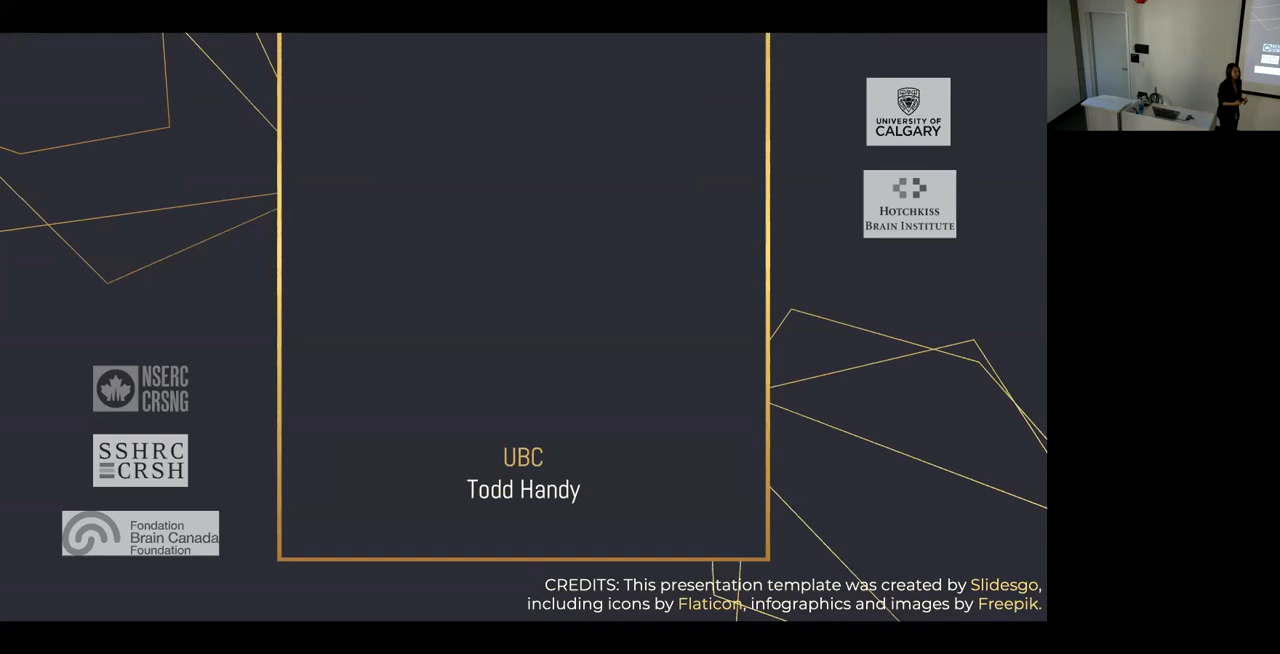 UNIVERSITY OF
CALGARY
HOTCHKISS
BRAIN INSTITUTE
NSERC
CRSNG
SSHRC
CRSH
Fondation
Brain Canada
Foundation
UBC
Todd Handy
CREDITS: This presentation template was created by Slidesgo,
including icons by Flaticon, infographics and images by Freepik.